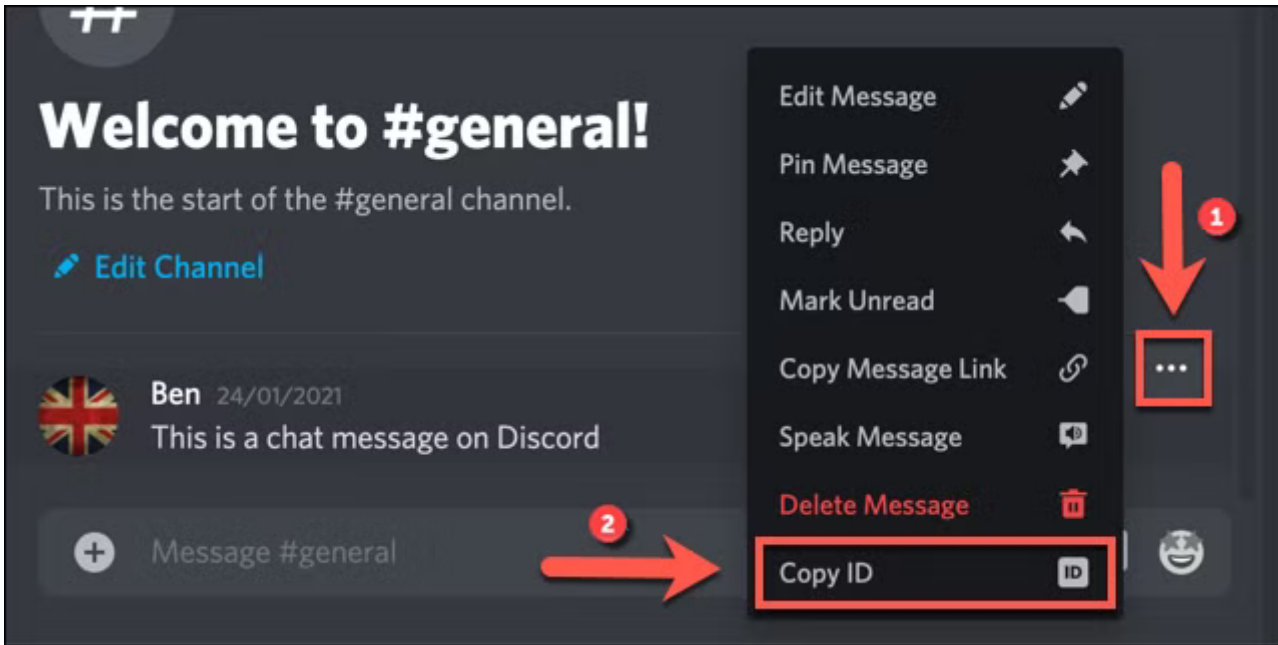 #
Welcome to #general!
This is the start of the #general channel.
Edit Channel
Ben 24/01/2021
This is a chat message on Discord
Message #general
Edit Message
Pin Message
Reply
Mark Unread
Copy Message Link
Speak Message
Delete Message
Copy ID
ID
1
2